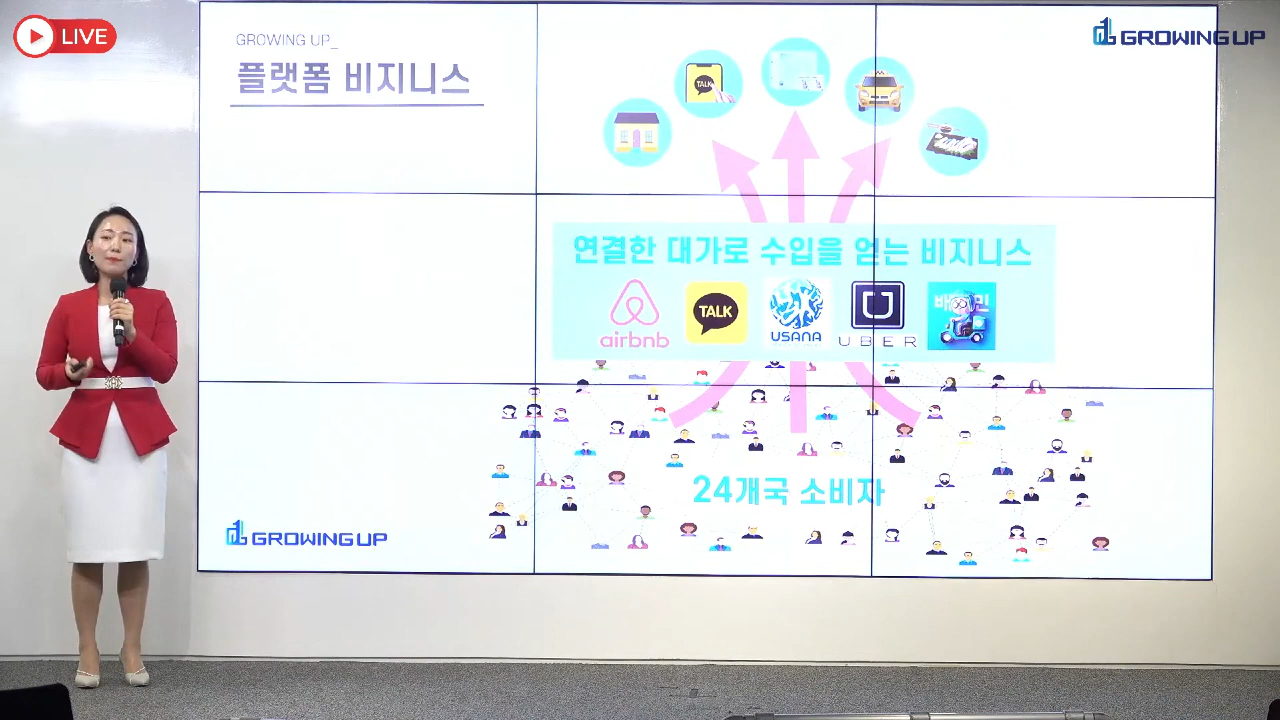 LIVE
GROWING UP_
플랫폼 비지니스
GROWING UP
TALK
연결한 대가로 수입을 얻는 비지니스
airbnb
TALK
USANA
UBER
24개국 소비자
GROWING UP